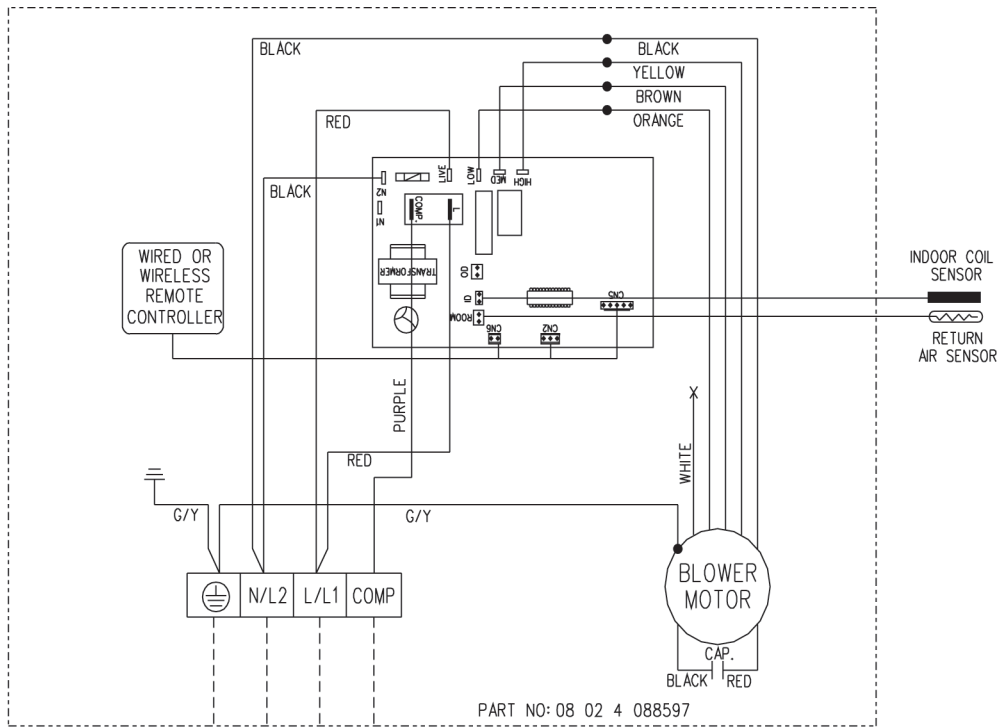 BLACK
BLACK
YELLOW
BROWN
ORANGE
RED
BLACK
N2
N1
LIVE
LOW
MED
HIGH
COMP.
L
TRANSFORMER
OD
ID
ROOM
CN5
CN6
CN2
WIRED OR
WIRELESS
REMOTE
CONTROLLER
INDOOR COIL
SENSOR
RETURN
AIR SENSOR
PURPLE
RED
WHITE
G/Y
G/Y
N/L2
L/L1
COMP
BLOWER
MOTOR
CAP.
BLACK
RED
PART NO: 08 02 4 088597